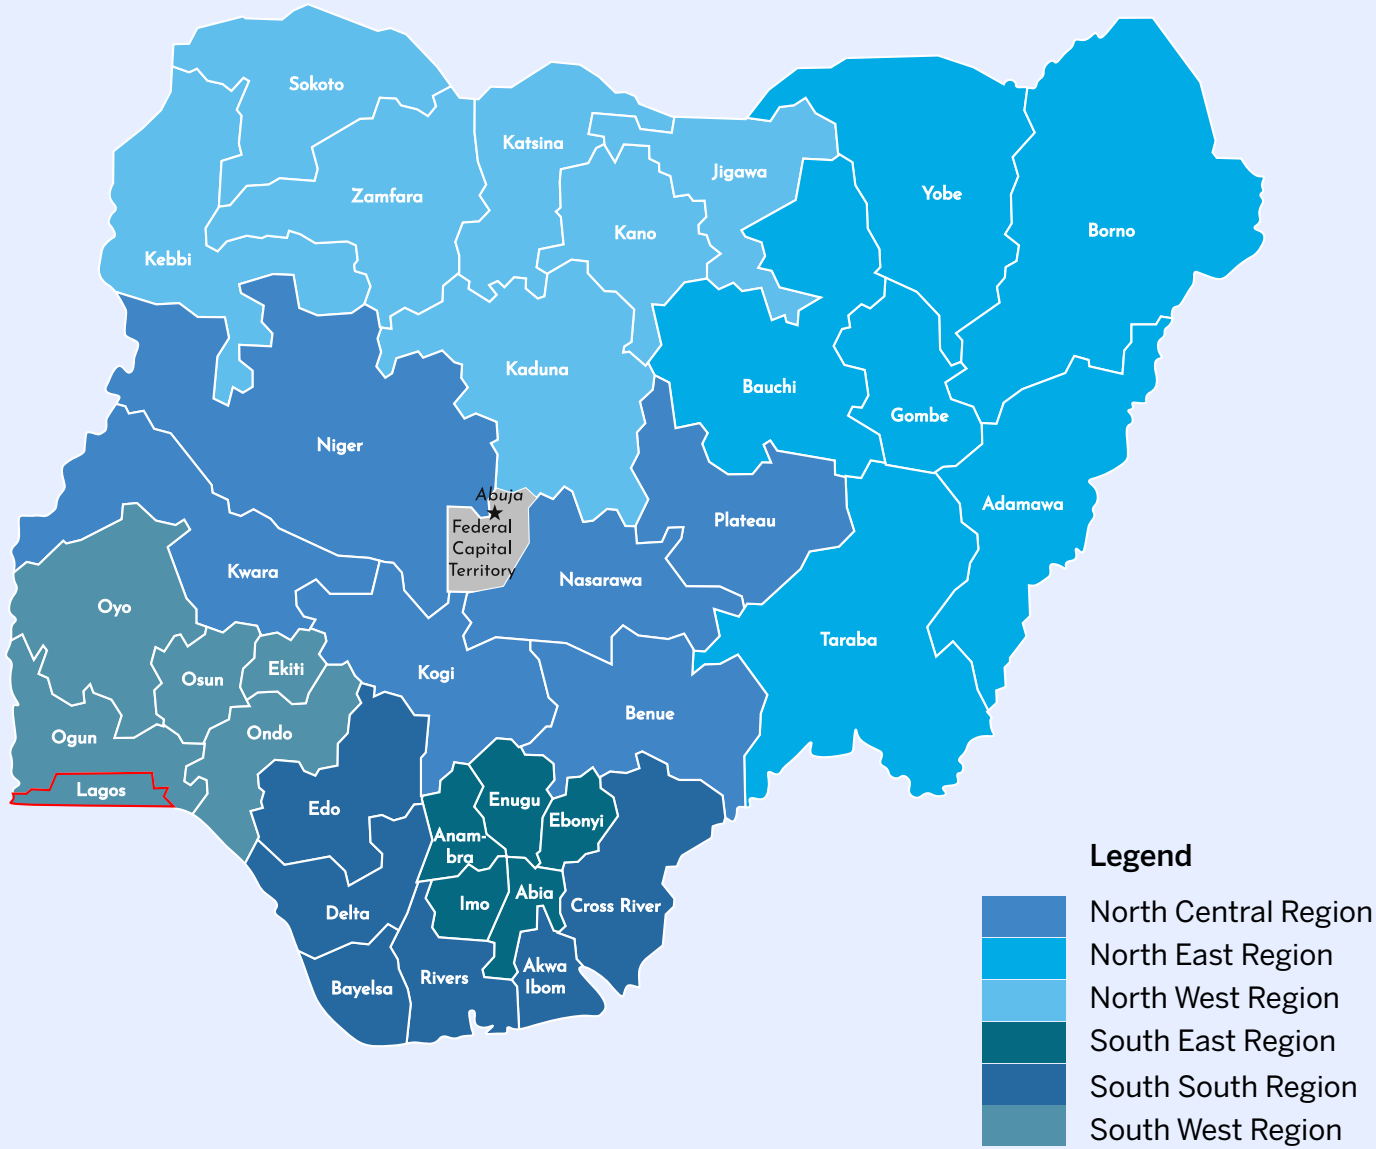 Sokoto
Katsina
Jigawa
Zamfara
Yobe
Kano
Borno
Kebbi
Kaduna
Bauchi
Gombe
Niger
Abuja
Federal
Capital
Territory
Plateau
Adamawa
Kwara
Nasarawa
Oyo
Taraba
Ekiti
Osun
Kogi
Benue
Ogun
Ondo
Lagos
Enugu
Edo
Ebonyi
Anam-
bra
Abia
Imo
Cross River
Delta
Akwa
Ibom
Rivers
Bayelsa
Legend
North Central Region
North East Region
North West Region
South East Region
South South Region
South West Region